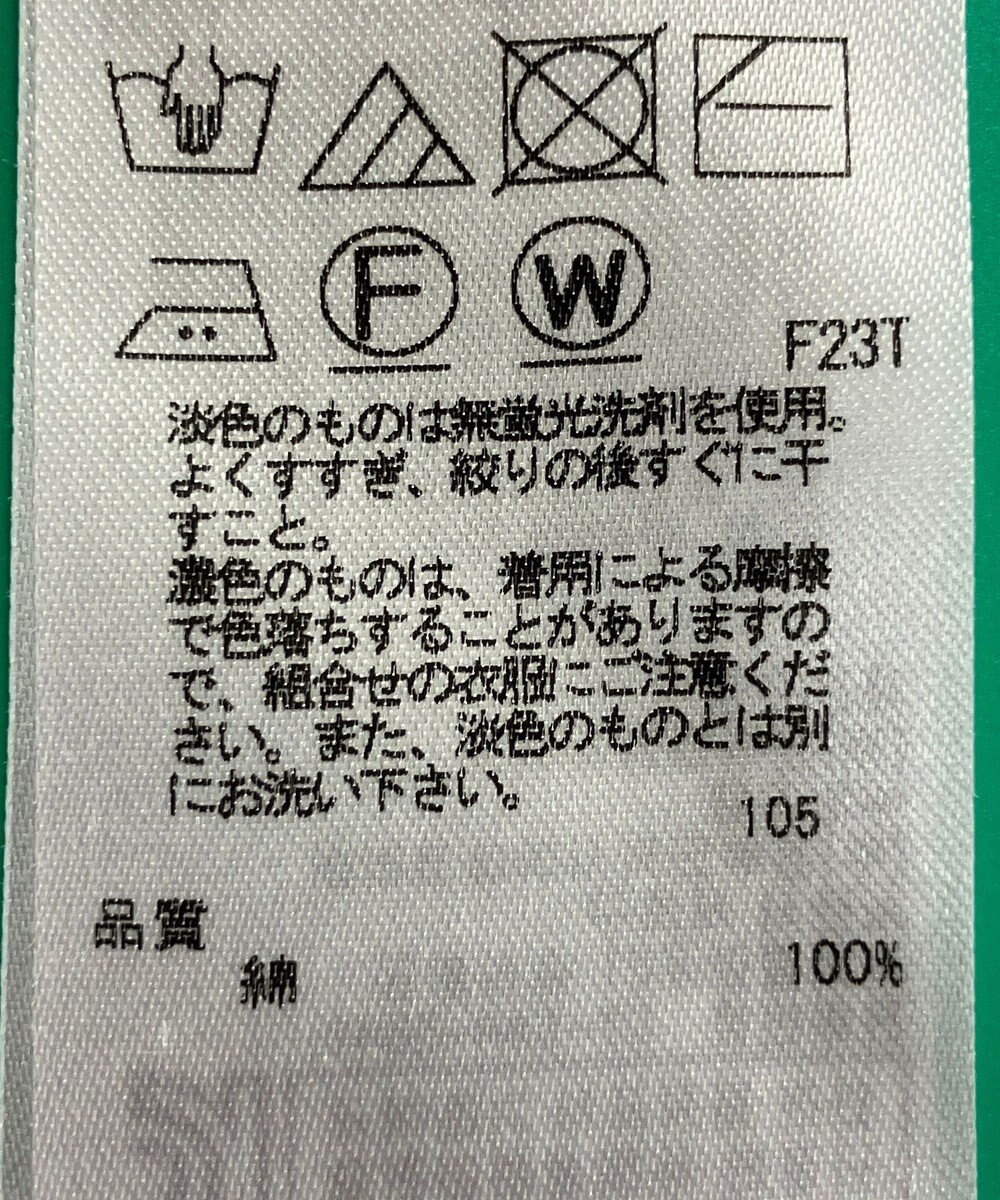 F
W
F23T
淡色のものは無蛍光洗剤を使用。
よくすすぎ、絞りの後すぐに干
すこと。
濃色のものは、着用による摩擦
で色落ちすることがありますの
で、組合せの衣服にご注意くだ
さい。また、淡色のものとは別
にお洗い下さい。
105
品質
綿 100%